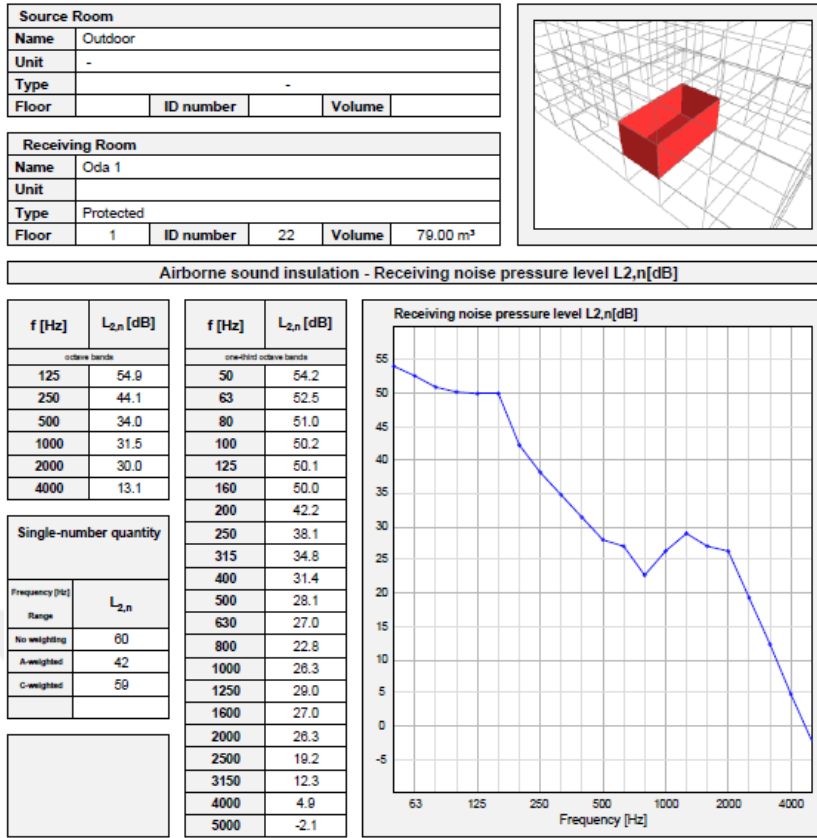 Source Room
Name Outdoor
Unit -
Type -
Floor ID number Volume
Receiving Room
Name Oda 1
Unit
Type Protected
Floor 1 ID number 22 Volume 79.00 m³
Airborne sound insulation - Receiving noise pressure level L2,n[dB]
f [Hz] L2,n [dB]
octave bands
125 54.9
250 44.1
500 34.0
1000 31.5
2000 30.0
4000 13.1
Single-number quantity
Frequency [Hz] Range L2,n
No weighting 60
A-weighted 42
C-weighted 59
f [Hz] L2,n [dB]
one-third octave bands
50 54.2
63 52.5
80 51.0
100 50.2
125 50.1
160 50.0
200 42.2
250 38.1
315 34.8
400 31.4
500 28.1
630 27.0
800 22.8
1000 26.3
1250 29.0
1600 27.0
2000 26.3
2500 19.2
3150 12.3
4000 4.9
5000 -2.1
Receiving noise pressure level L2,n[dB]
55
50
45
40
35
30
25
20
15
10
5
0
-5
63 125 250 500 1000 2000 4000
Frequency [Hz]